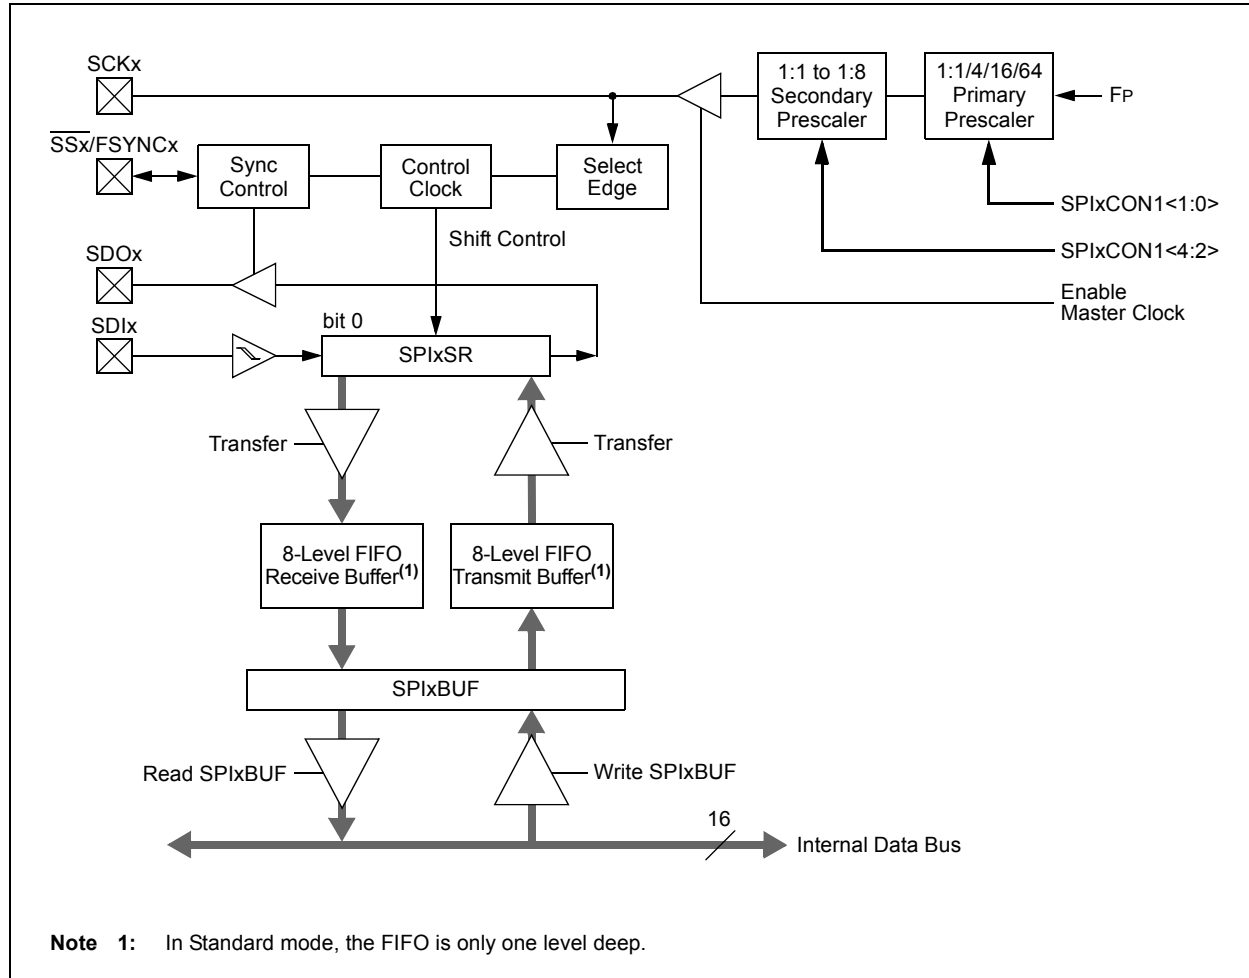 SCKx
1:1 to 1:8
Secondary
Prescaler
1:1/4/16/64
Primary
Prescaler
FP
SSx/FSYNCx
Sync
Control
Control
Clock
Select
Edge
SPIxCON1<1:0>
Shift Control
SPIxCON1<4:2>
SDOx
Enable
Master Clock
SDIx
bit 0
SPIxSR
Transfer
Transfer
8-Level FIFO
Receive Buffer(1)
8-Level FIFO
Transmit Buffer(1)
SPIxBUF
Read SPIxBUF
Write SPIxBUF
16
Internal Data Bus
Note 1: In Standard mode, the FIFO is only one level deep.